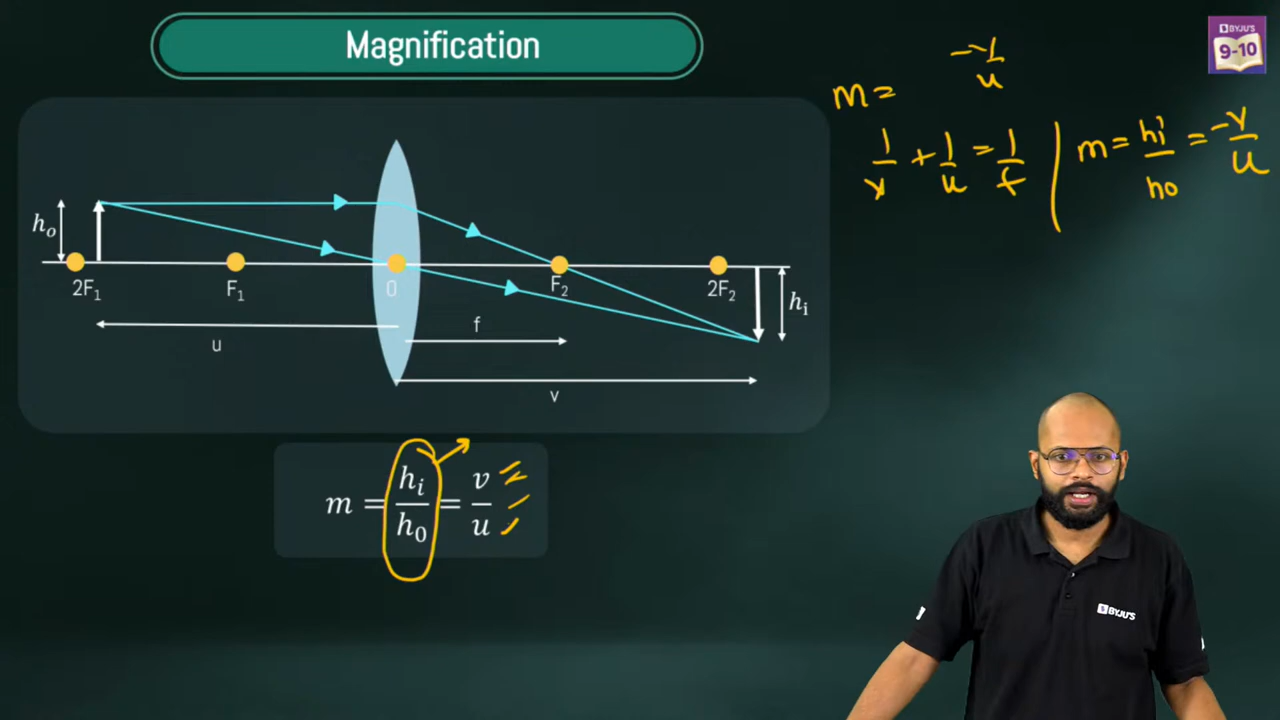 Magnification
BYJU'S
9-10
m =
-v/u
1/v + 1/u = 1/f
m = hi/ho = -v/u
hₒ
2F₁
F₁
O
F₂
2F₂
hᵢ
u
f
v
m = hᵢ/h₀ = v/u
BYJU'S